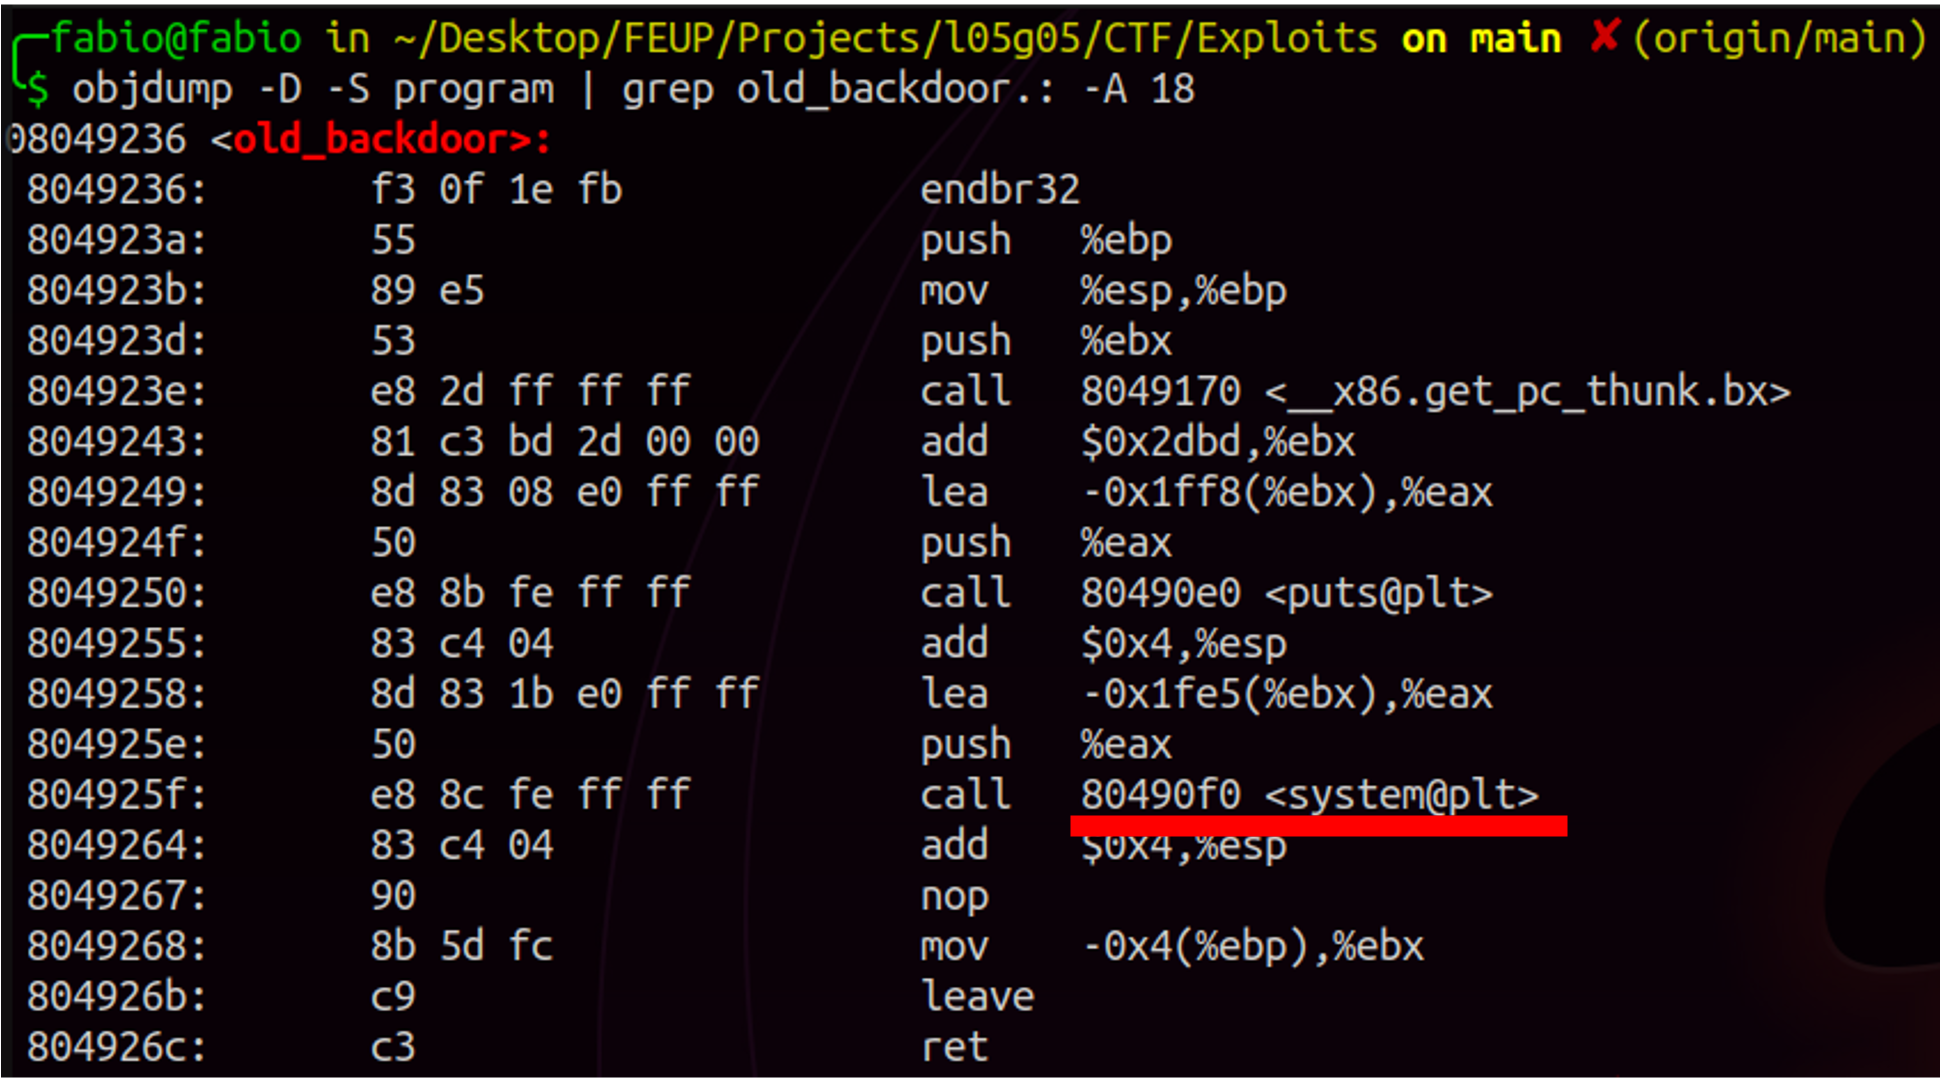 fabio@fabio in ~/Desktop/FEUP/Projects/l05g05/CTF/Exploits on main ✘ (origin/main)
$ objdump -D -S program | grep old_backdoor.: -A 18
08049236 <old_backdoor>:
8049236: f3 0f 1e fb endbr32
804923a: 55 push %ebp
804923b: 89 e5 mov %esp,%ebp
804923d: 53 push %ebx
804923e: e8 2d ff ff ff call 8049170 <__x86.get_pc_thunk.bx>
8049243: 81 c3 bd 2d 00 00 add $0x2dbd,%ebx
8049249: 8d 83 08 e0 ff ff lea -0x1ff8(%ebx),%eax
804924f: 50 push %eax
8049250: e8 8b fe ff ff call 80490e0 <puts@plt>
8049255: 83 c4 04 add $0x4,%esp
8049258: 8d 83 1b e0 ff ff lea -0x1fe5(%ebx),%eax
804925e: 50 push %eax
804925f: e8 8c fe ff ff call 80490f0 <system@plt>
8049264: 83 c4 04 add $0x4,%esp
8049267: 90 nop
8049268: 8b 5d fc mov -0x4(%ebp),%ebx
804926b: c9 leave
804926c: c3 ret